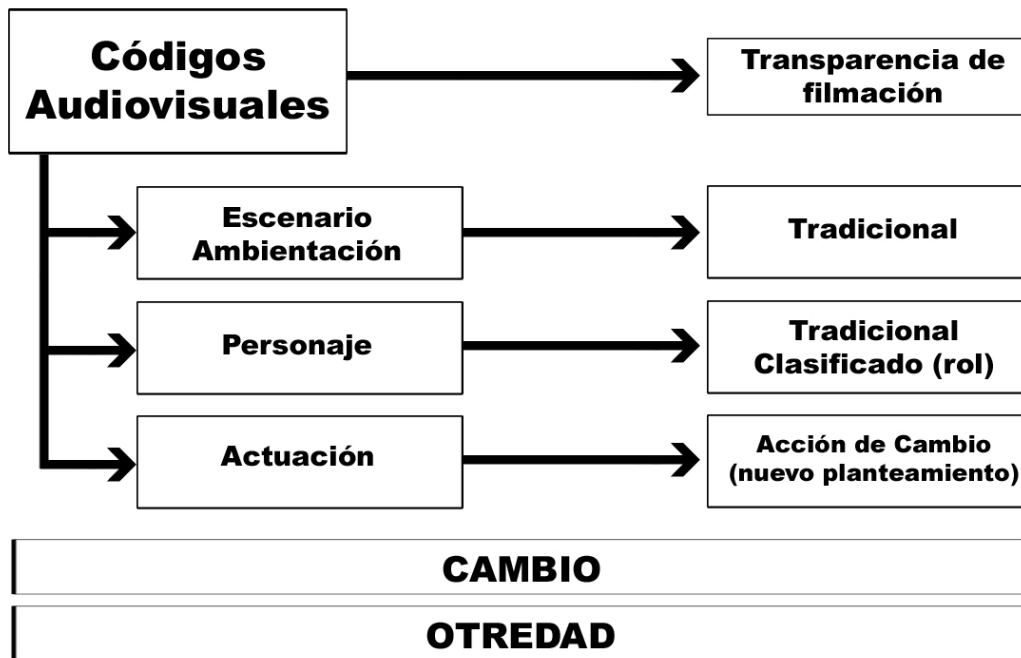 Códigos
Audiovisuales
Transparencia de
filmación
Escenario
Ambientación
Tradicional
Personaje
Tradicional
Clasificado (rol)
Actuación
Acción de Cambio
(nuevo planteamiento)
CAMBIO
OTREDAD